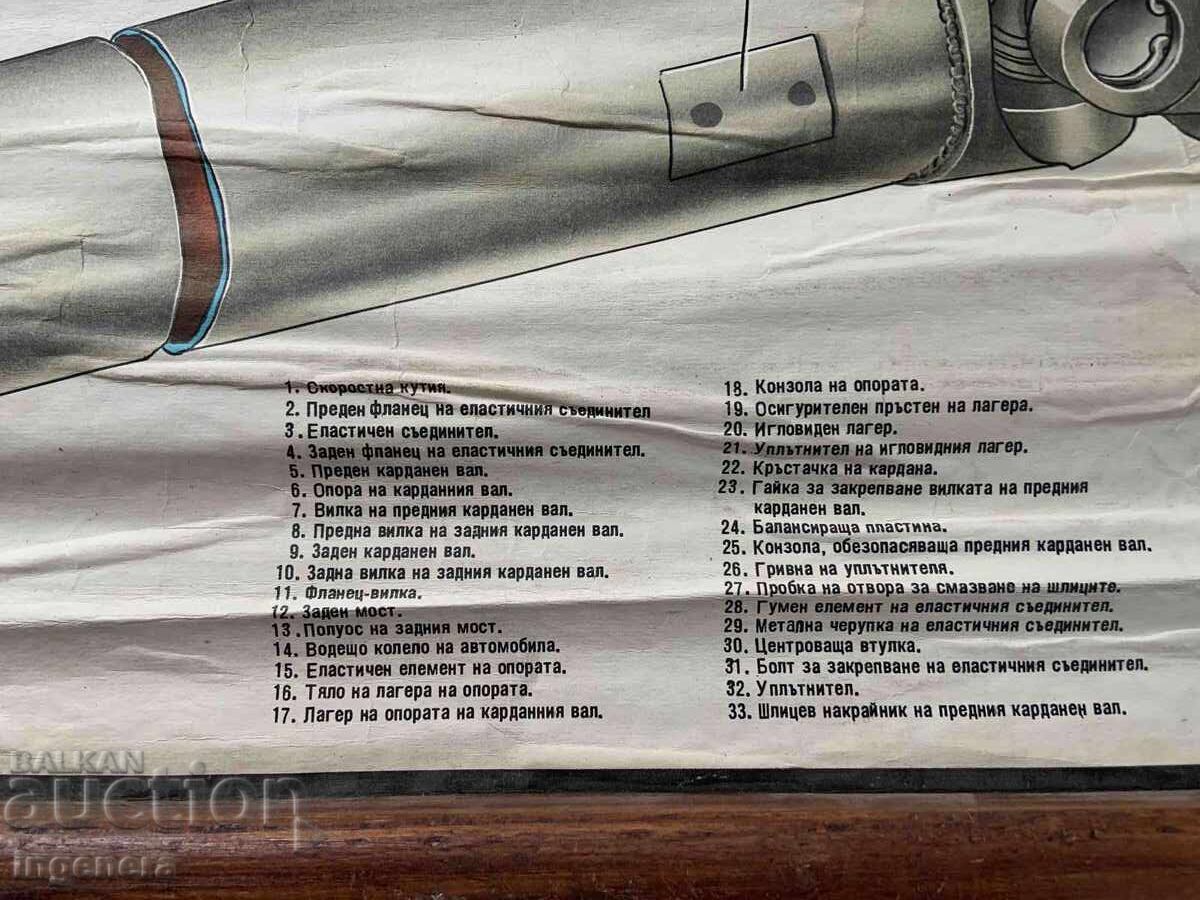 1. Скоростна кутия.
2. Преден фланец на еластичния съединител
3. Еластичен съединител.
4. Заден фланец на еластичния съединител.
5. Преден карданен вал.
6. Опора на карданния вал.
7. Вилка на предния карданен вал.
8. Предна вилка на задния карданен вал.
9. Заден карданен вал.
10. Задна вилка на задния карданен вал.
11. Фланец-вилка.
12. Заден мост.
13. Полуос на задния мост.
14. Водещо колело на автомобила.
15. Еластичен елемент на опората.
16. Тяло на лагера на опората.
17. Лагер на опората на карданния вал.
18. Конзола на опората.
19. Осигурителен пръстен на лагера.
20. Игловиден лагер.
21. Уплътнител на игловидния лагер.
22. Кръстачка на кардана.
23. Гайка за закрепване вилката на предния
карданен вал.
24. Балансираща пластина.
25. Конзола, обезопасяваща предния карданен вал.
26. Гривна на уплътнителя.
27. Пробка на отвора за смазване на шлиците.
28. Гумен елемент на еластичния съединител.
29. Метална черупка на еластичния съединител.
30. Центроваща втулка.
31. Болт за закрепване на еластичния съединител.
32. Уплътнител.
33. Шлицев накрайник на предния карданен вал.
BALKAN
auction
ingenera